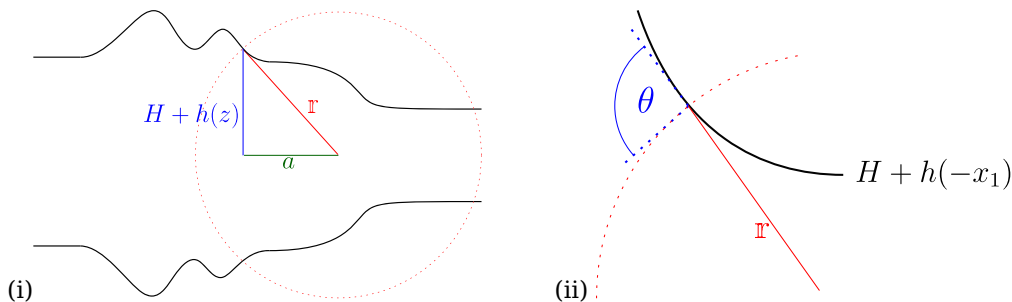 H + h(z)
𝕣
a
(i)
θ
H + h(−x₁)
𝕣
(ii)